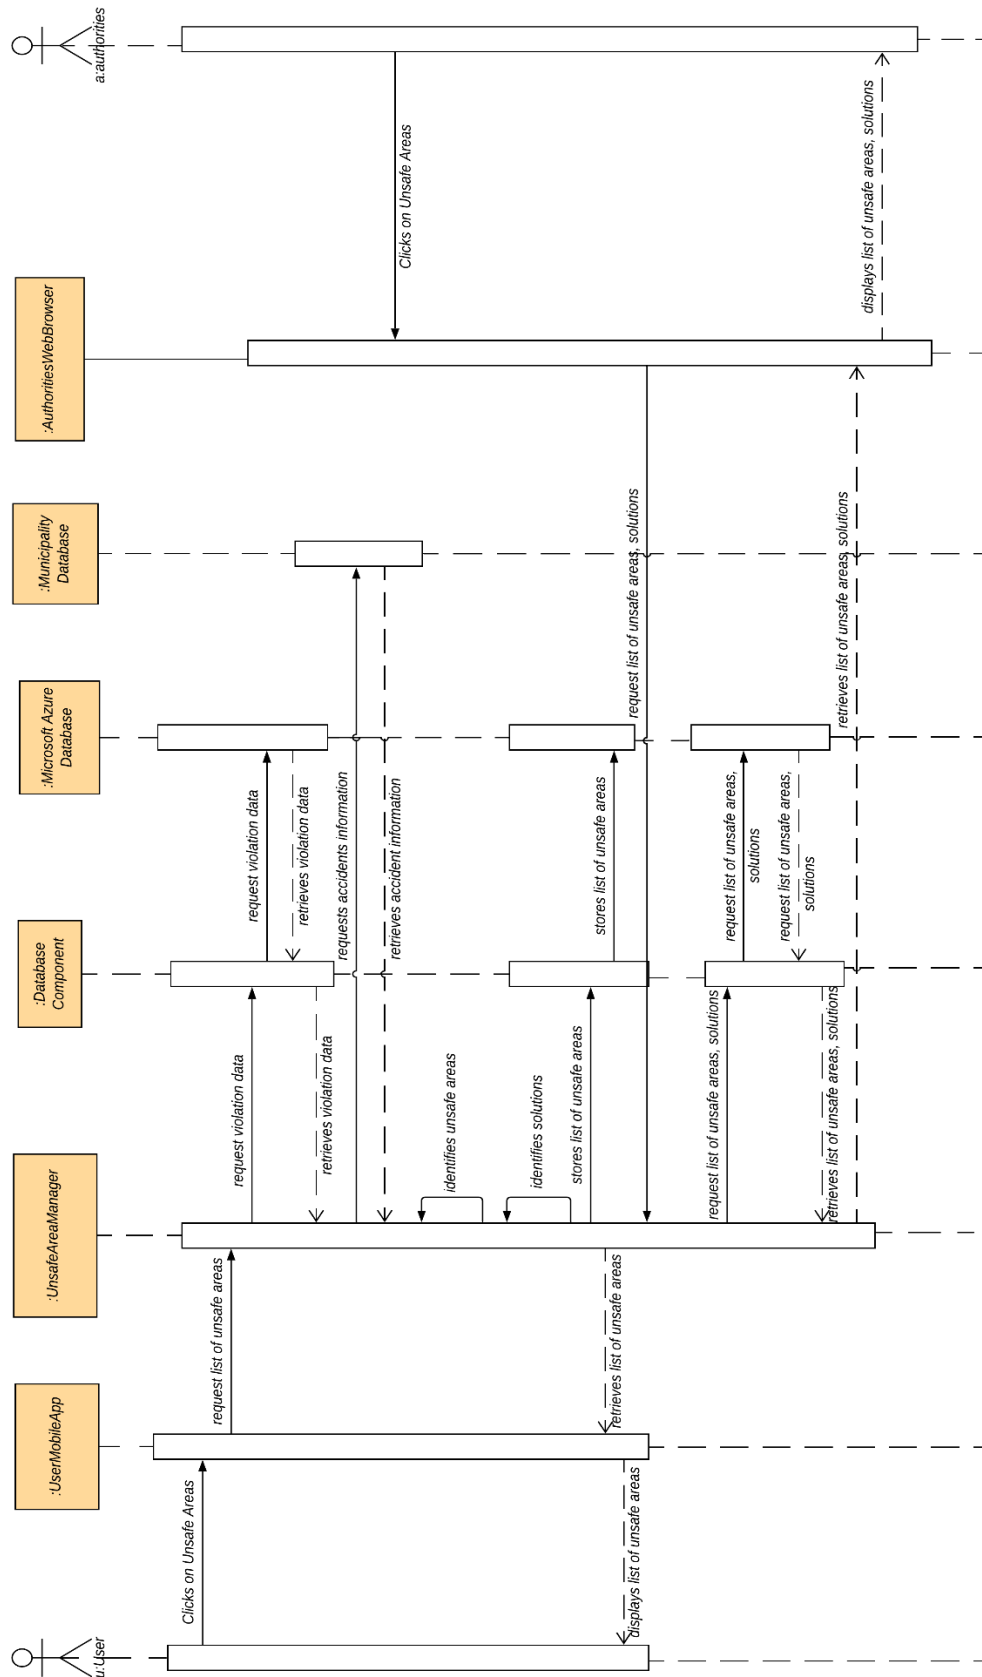 u:User
:UserMobileApp
:UnsafeAreaManager
:Database
Component
:Microsoft Azure
Database
:Municipality
Database
:AuthoritiesWebBrowser
a:authorities
Clicks on Unsafe Areas
request list of unsafe areas
request violation data
request violation data
retrieves violation data
retrieves violation data
requests accidents information
retrieves accident information
Clicks on Unsafe Areas
identifies unsafe areas
identifies solutions
stores list of unsafe areas
stores list of unsafe areas
retrieves list of unsafe areas
displays list of unsafe areas
request list of unsafe areas, solutions
request list of unsafe areas, solutions
request list of unsafe areas,
solutions
request list of unsafe areas,
solutions
retrieves list of unsafe areas, solutions
retrieves list of unsafe areas, solutions
displays list of unsafe areas, solutions